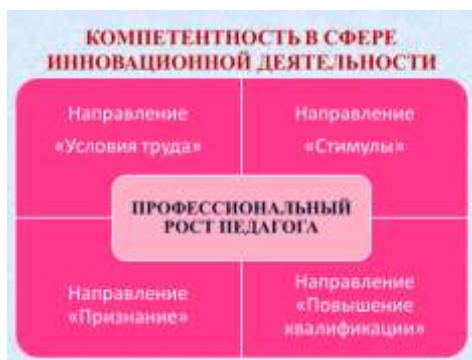 КОМПЕТЕНТНОСТЬ В СФЕРЕ
ИННОВАЦИОННОЙ ДЕЯТЕЛЬНОСТИ
Направление
«Условия труда»
Направление
«Стимулы»
ПРОФЕССИОНАЛЬНЫЙ
РОСТ ПЕДАГОГА
Направление
«Признание»
Направление
«Повышение
квалификации»